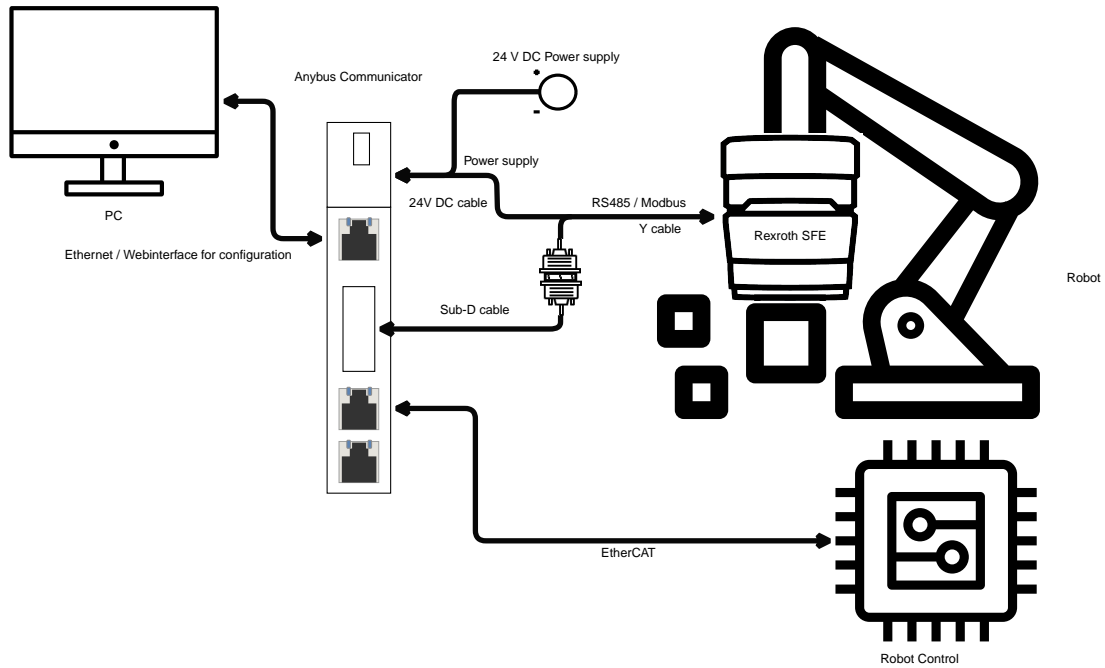 24 V DC Power supply
+
-
Anybus Communicator
Power supply
24V DC cable
RS485 / Modbus
Y cable
PC
Rexroth SFE
Ethernet / Webinterface for configuration
Robot
Sub-D cable
EtherCAT
Robot Control